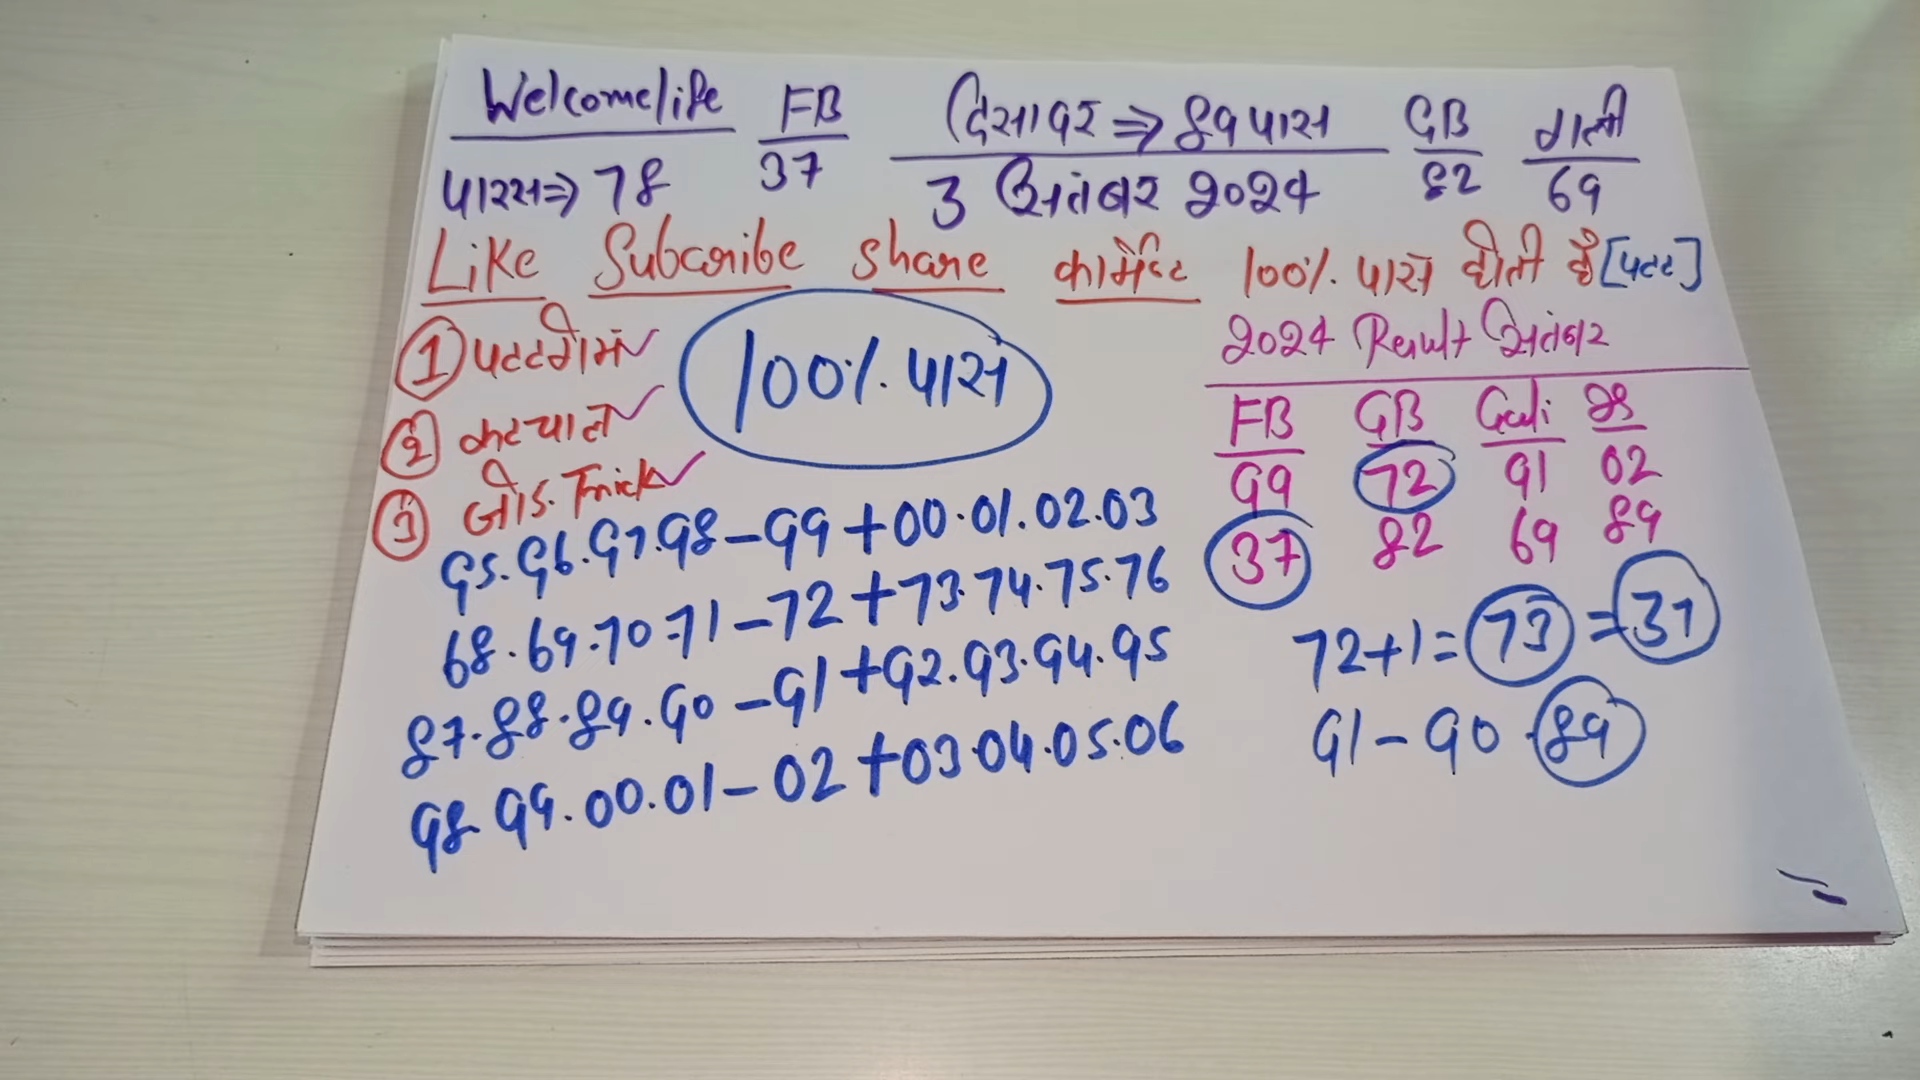 Welcomelife FB दिसावर ⇒ 89 पास GB गली
पारस ⇒ 78 37 3 सितंबर 2024 82 69
Like Subcribe share कामेंट 100%. पास होती है [पटट]
① पटटगेम ✓ 2024 Result सितंबर
100%. पास
② कटचाल ✓ FB GB Gali DS
③ जोड. Trick ✓ 99 72 91 02
95.96.97.98-99+00.01.02.03 37 82 69 89
68.69.70.71-72+73.74.75.76 72+1=73=37
87.88.89.90-91+92.93.94.95 91-90.89
98.99.00.01-02+03.04.05.06